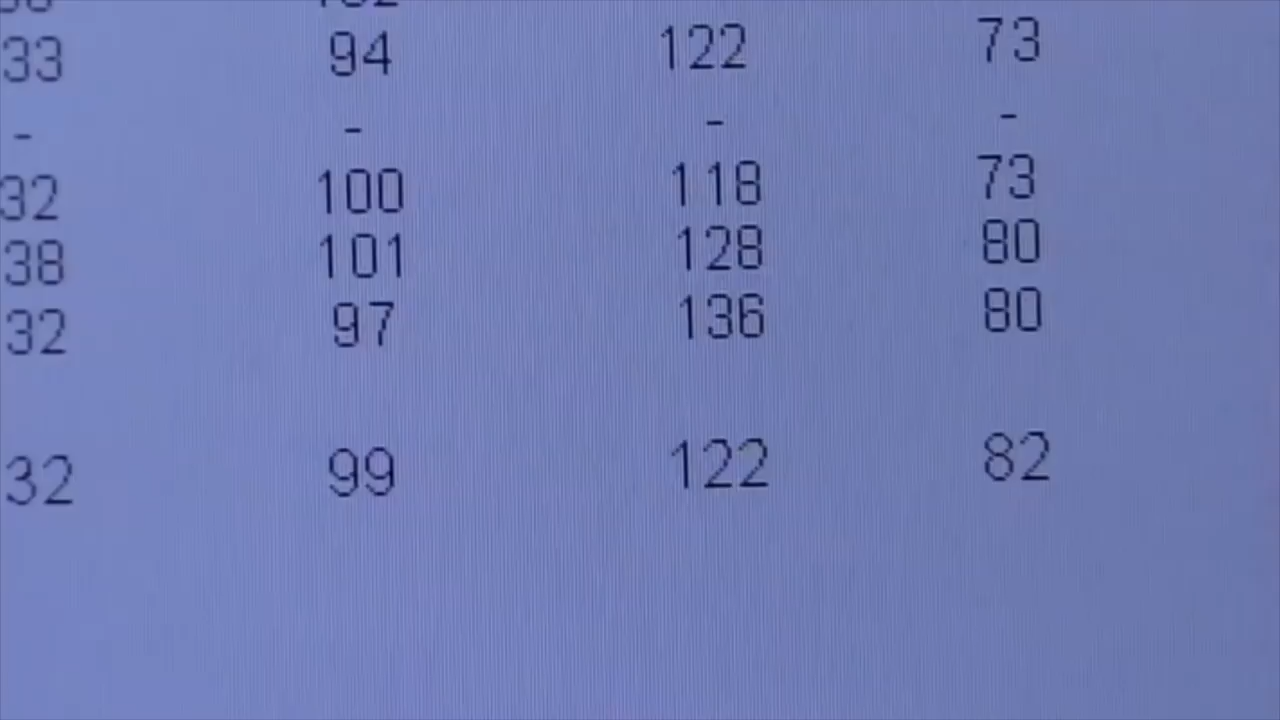 33 94 122 73
- - - -
32 100 118 73
38 101 128 80
32 97 136 80
32 99 122 82